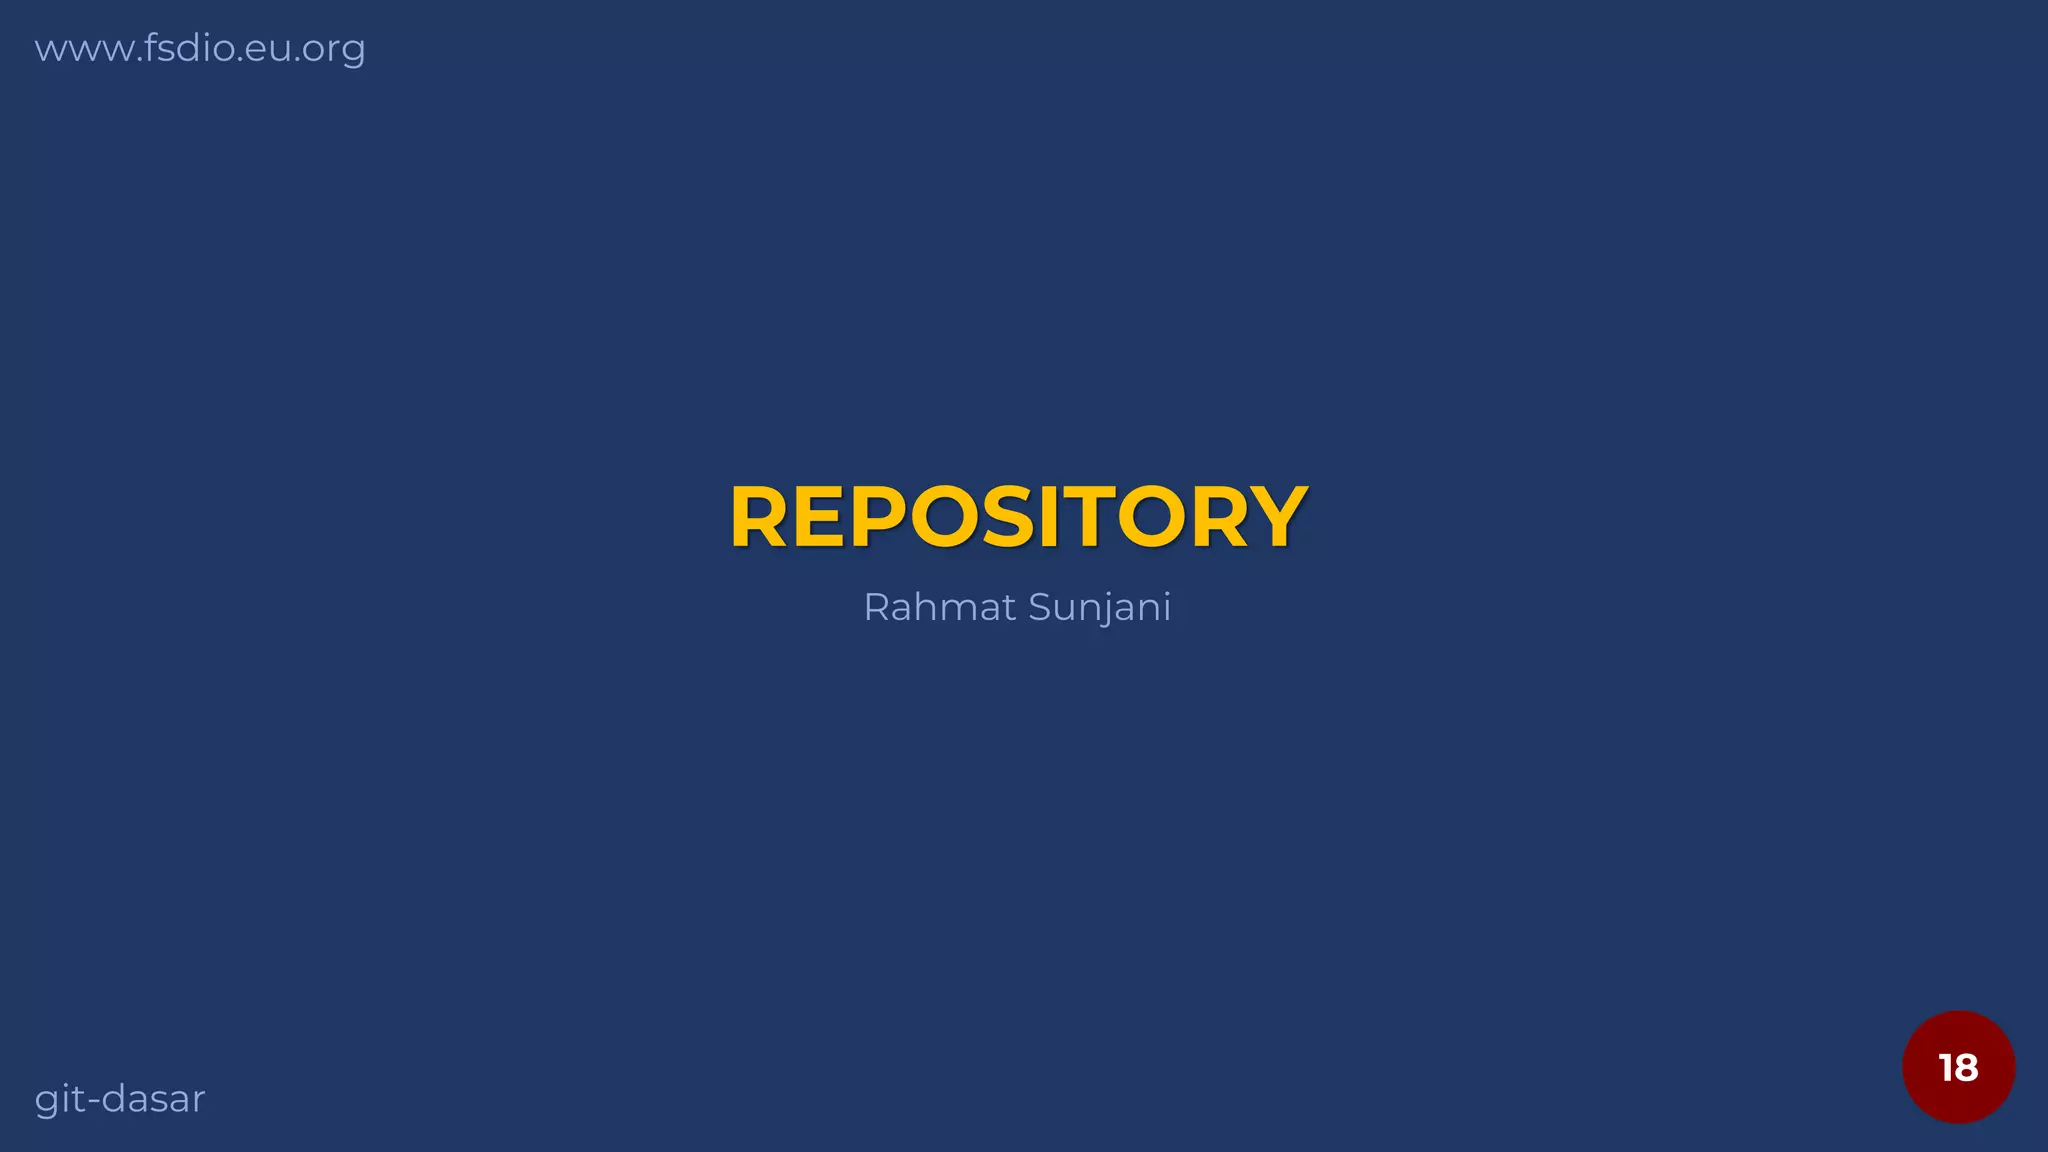 www.fsdio.eu.org
REPOSITORY
Rahmat Sunjani
18
git-dasar